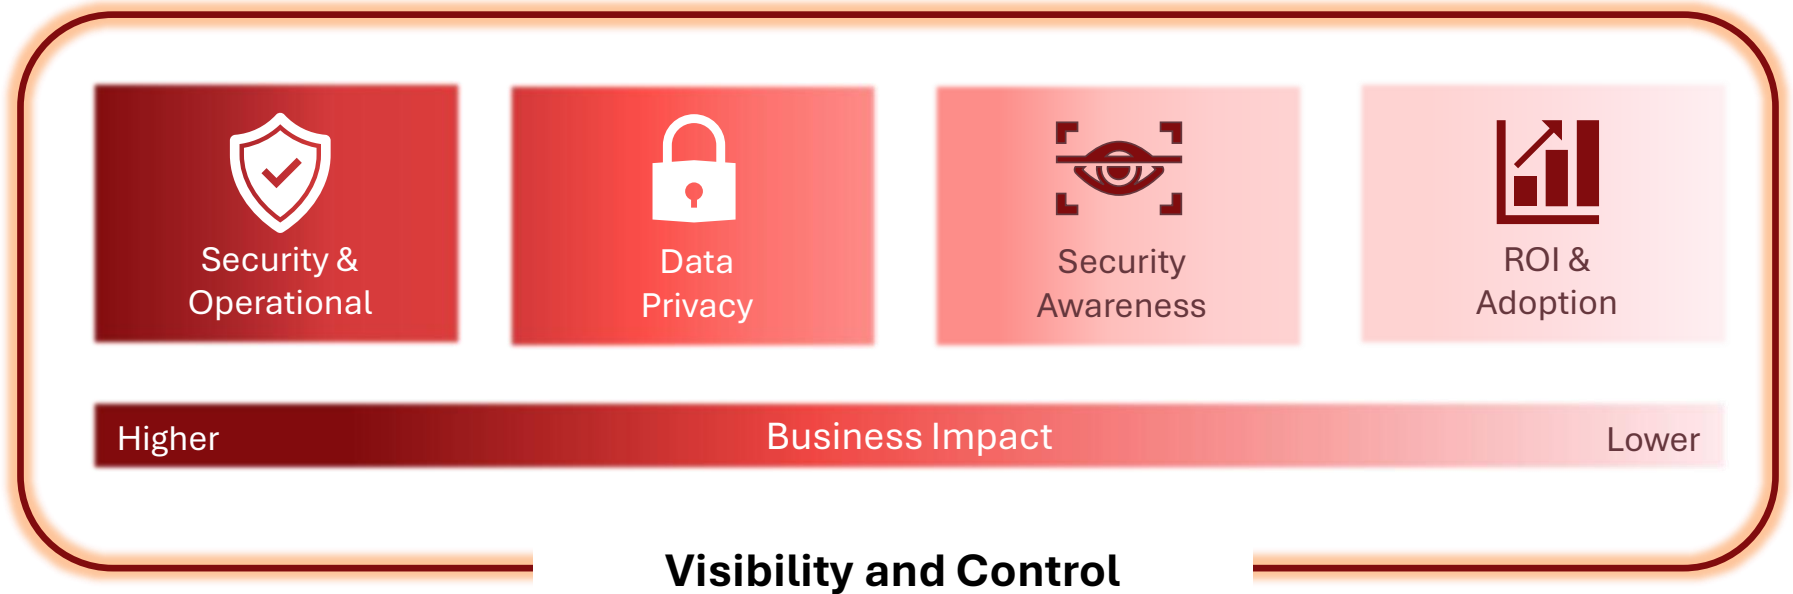 Security &
Operational
Data
Privacy
Security
Awareness
ROI &
Adoption
Higher
Business Impact
Lower
Visibility and Control